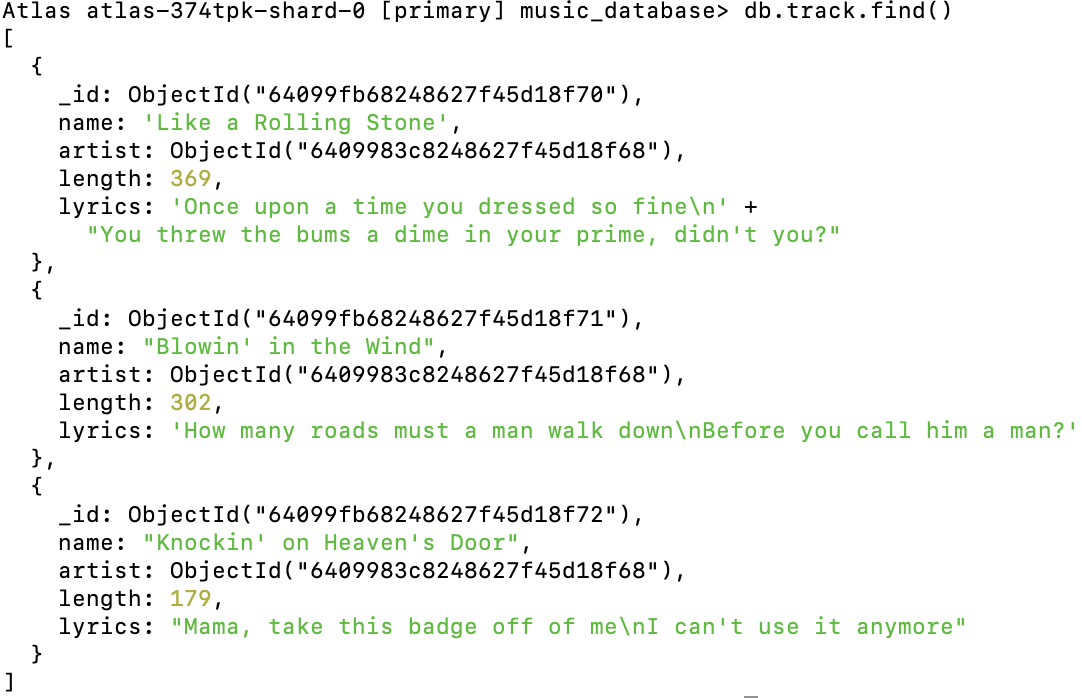 Atlas atlas-374tpk-shard-0 [primary] music_database> db.track.find()
[
  {
    _id: ObjectId("64099fb68248627f45d18f70"),
    name: 'Like a Rolling Stone',
    artist: ObjectId("6409983c8248627f45d18f68"),
    length: 369,
    lyrics: 'Once upon a time you dressed so fine\n' +
      "You threw the bums a dime in your prime, didn't you?"
  },
  {
    _id: ObjectId("64099fb68248627f45d18f71"),
    name: "Blowin' in the Wind",
    artist: ObjectId("6409983c8248627f45d18f68"),
    length: 302,
    lyrics: 'How many roads must a man walk down\nBefore you call him a man?'
  },
  {
    _id: ObjectId("64099fb68248627f45d18f72"),
    name: "Knockin' on Heaven's Door",
    artist: ObjectId("6409983c8248627f45d18f68"),
    length: 179,
    lyrics: "Mama, take this badge off of me\nI can't use it anymore"
  }
]